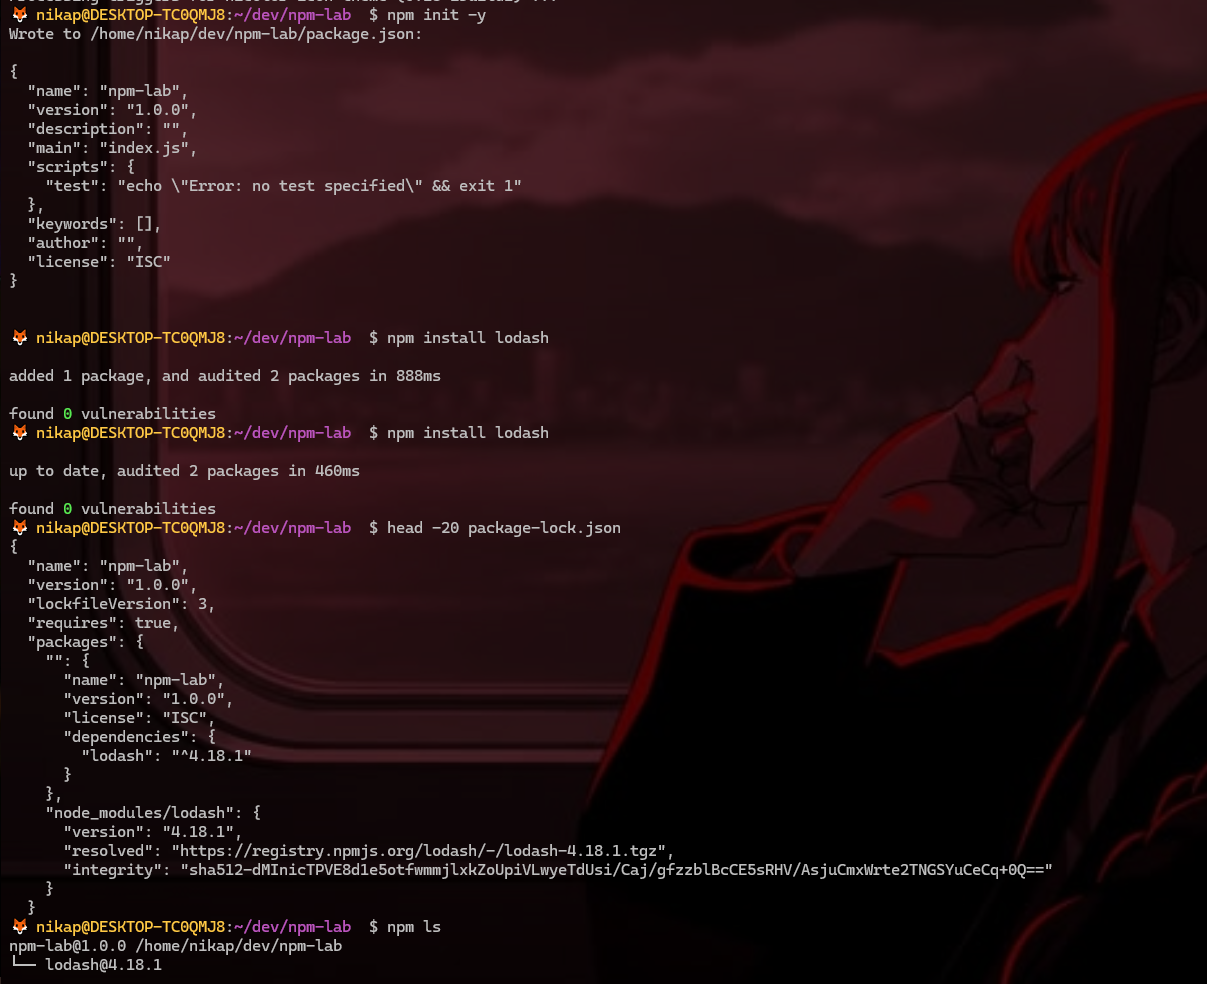 nikap@DESKTOP-TC0QMJ8:~/dev/npm-lab $ npm init -y
Wrote to /home/nikap/dev/npm-lab/package.json:
{
  "name": "npm-lab",
  "version": "1.0.0",
  "description": "",
  "main": "index.js",
  "scripts": {
    "test": "echo \"Error: no test specified\" && exit 1"
  },
  "keywords": [],
  "author": "",
  "license": "ISC"
}
nikap@DESKTOP-TC0QMJ8:~/dev/npm-lab $ npm install lodash
added 1 package, and audited 2 packages in 888ms
found 0 vulnerabilities
nikap@DESKTOP-TC0QMJ8:~/dev/npm-lab $ npm install lodash
up to date, audited 2 packages in 460ms
found 0 vulnerabilities
nikap@DESKTOP-TC0QMJ8:~/dev/npm-lab $ head -20 package-lock.json
{
  "name": "npm-lab",
  "version": "1.0.0",
  "lockfileVersion": 3,
  "requires": true,
  "packages": {
    "": {
      "name": "npm-lab",
      "version": "1.0.0",
      "license": "ISC",
      "dependencies": {
        "lodash": "^4.18.1"
      }
    },
    "node_modules/lodash": {
      "version": "4.18.1",
      "resolved": "https://registry.npmjs.org/lodash/-/lodash-4.18.1.tgz",
      "integrity": "sha512-dMInicTPVE8d1e5otfwmmjlxkZoUpiVLwyeTdUsi/Caj/gfzzblBcCE5sRHV/AsjuCmxWrte2TNGSYuCeCq+0Q=="
    }
  }
nikap@DESKTOP-TC0QMJ8:~/dev/npm-lab $ npm ls
npm-lab@1.0.0 /home/nikap/dev/npm-lab
└── lodash@4.18.1